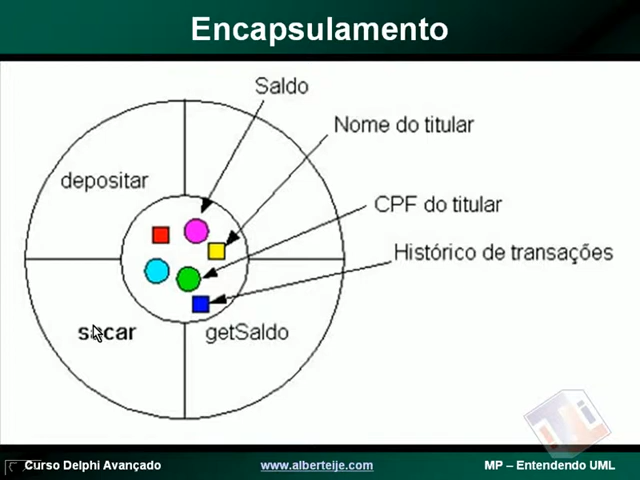 Encapsulamento
Saldo
Nome do titular
depositar
CPF do titular
Histórico de transações
sacar
getSaldo
Curso Delphi Avançado
www.alberteije.com
MP – Entendendo UML